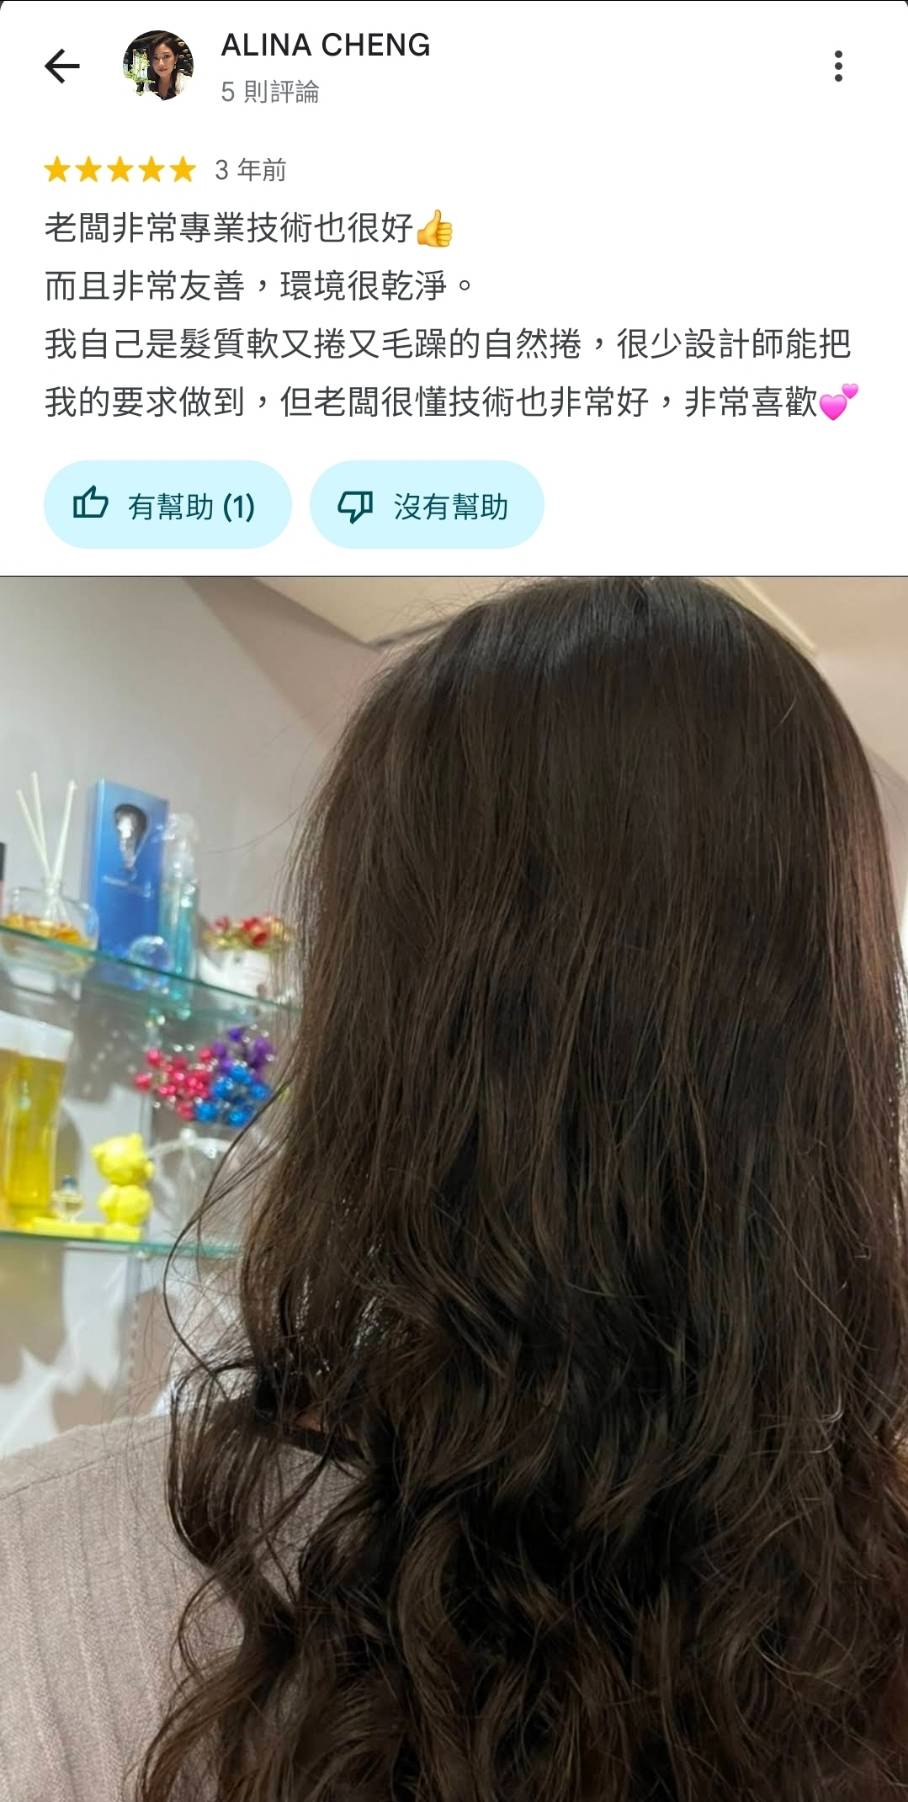 ALINA CHENG
5 則評論
★★★★★ 3 年前
老闆非常專業技術也很好👍
而且非常友善，環境很乾淨。
我自己是髮質軟又捲又毛躁的自然捲，很少設計師能把
我的要求做到，但老闆很懂技術也非常好，非常喜歡💕
有幫助 (1)
沒有幫助